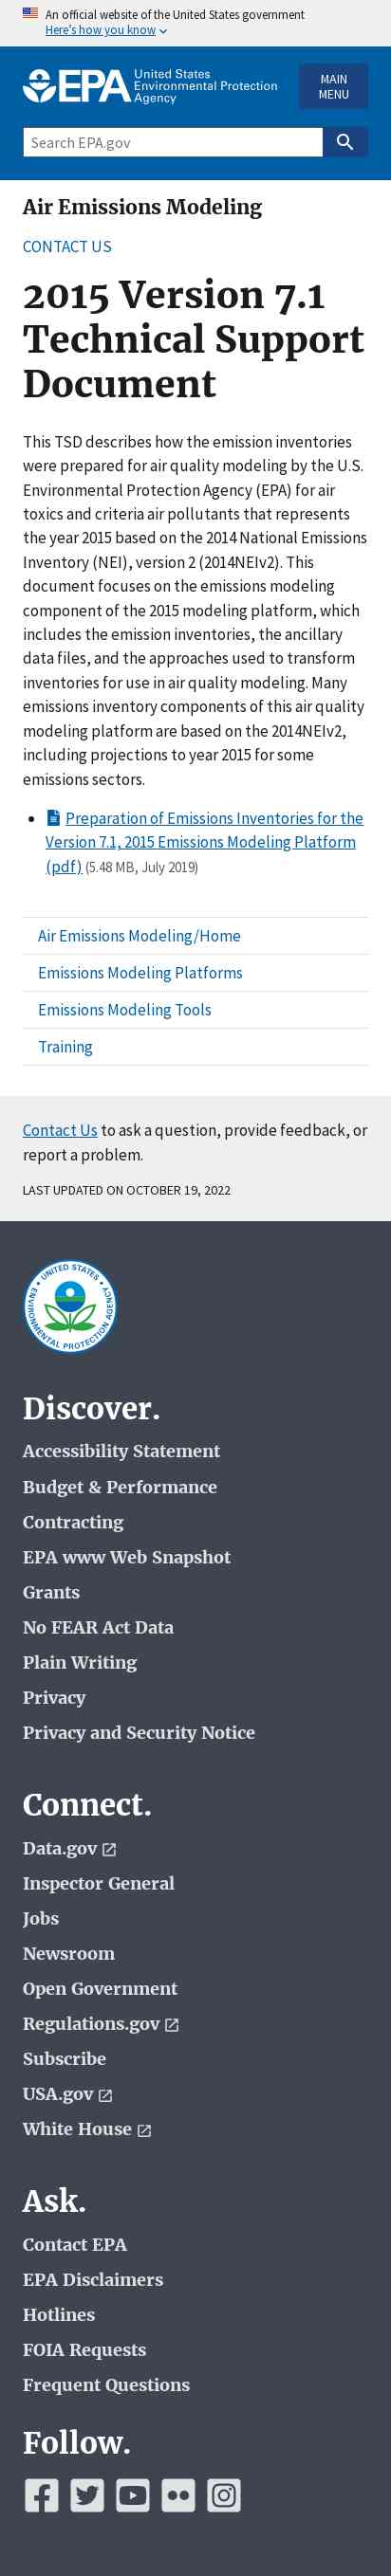 An official website of the United States government
Here's how you know
EPA United States
Environmental Protection
Agency
MAIN
MENU
Search EPA.gov
Air Emissions Modeling
CONTACT US
2015 Version 7.1
Technical Support
Document
This TSD describes how the emission inventories
were prepared for air quality modeling by the U.S.
Environmental Protection Agency (EPA) for air
toxics and criteria air pollutants that represents
the year 2015 based on the 2014 National Emissions
Inventory (NEI), version 2 (2014NEIv2). This
document focuses on the emissions modeling
component of the 2015 modeling platform, which
includes the emission inventories, the ancillary
data files, and the approaches used to transform
inventories for use in air quality modeling. Many
emissions inventory components of this air quality
modeling platform are based on the 2014NEIv2,
including projections to year 2015 for some
emissions sectors.
Preparation of Emissions Inventories for the
Version 7.1, 2015 Emissions Modeling Platform
(pdf) (5.48 MB, July 2019)
Air Emissions Modeling/Home
Emissions Modeling Platforms
Emissions Modeling Tools
Training
Contact Us to ask a question, provide feedback, or
report a problem.
LAST UPDATED ON OCTOBER 19, 2022
UNITED STATES
ENVIRONMENTAL PROTECTION AGENCY
Discover.
Accessibility Statement
Budget & Performance
Contracting
EPA www Web Snapshot
Grants
No FEAR Act Data
Plain Writing
Privacy
Privacy and Security Notice
Connect.
Data.gov
Inspector General
Jobs
Newsroom
Open Government
Regulations.gov
Subscribe
USA.gov
White House
Ask.
Contact EPA
EPA Disclaimers
Hotlines
FOIA Requests
Frequent Questions
Follow.